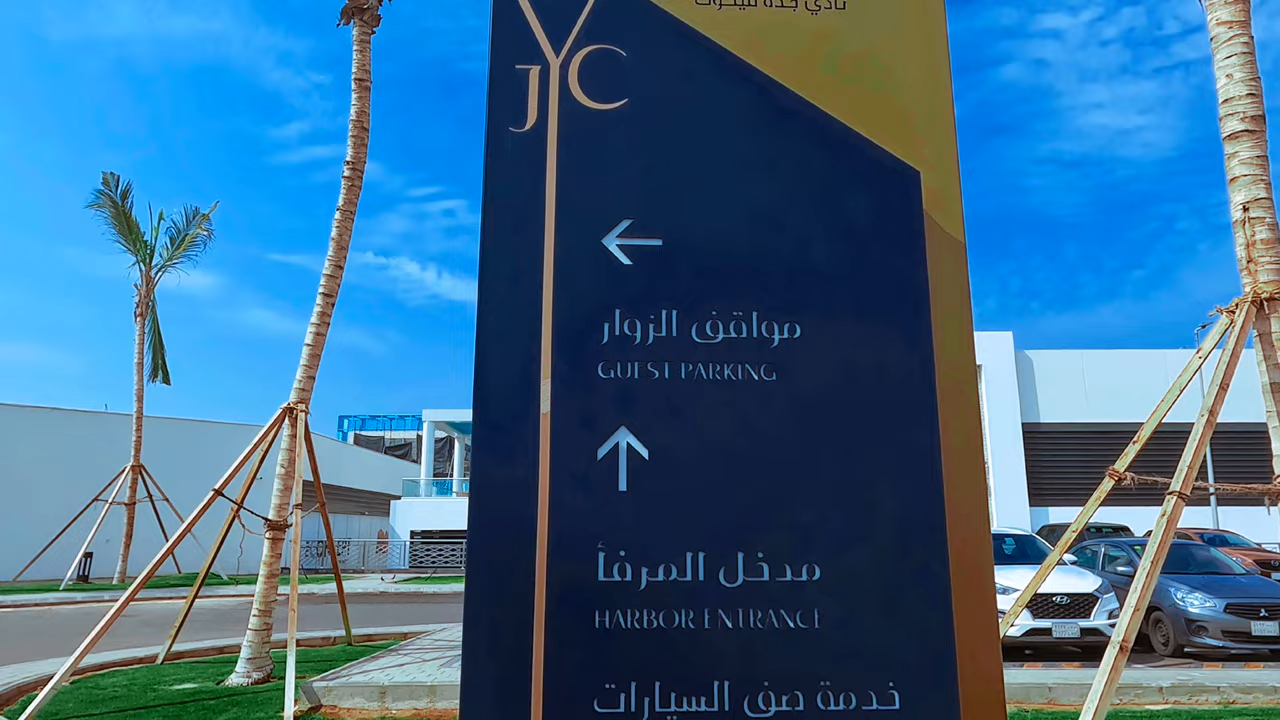 نادي جدة لليخوت
JYC
مواقف الزوار
GUEST PARKING
مدخل المرفأ
HARBOR ENTRANCE
خدمة صف السيارات